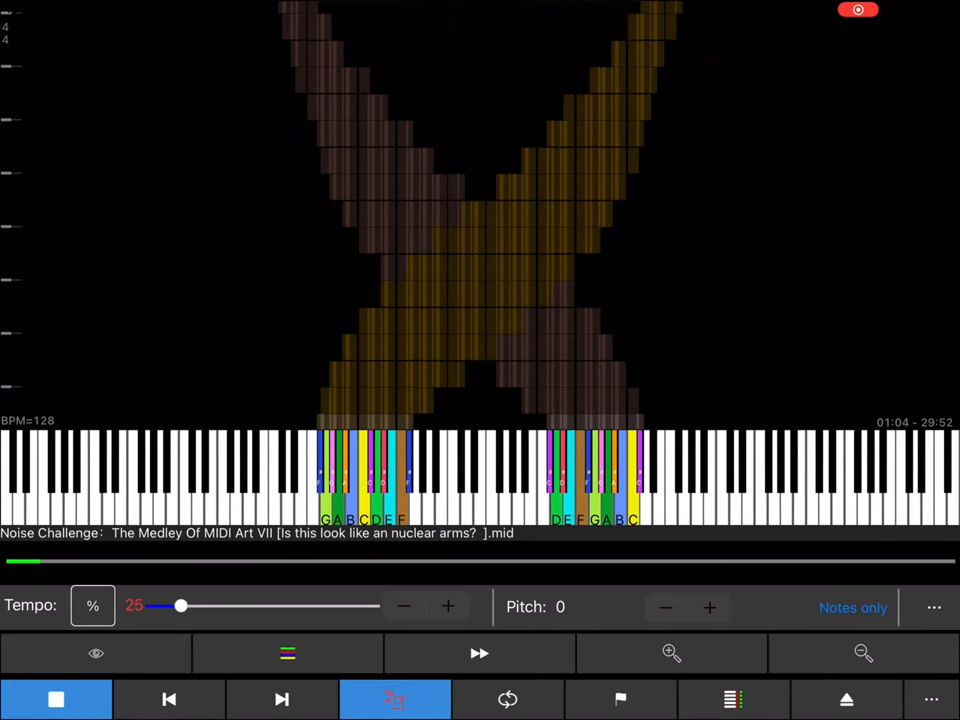 4
4
BPM=128
01:04 - 29:52
F G A C D F
C D F G A C
G A B C D E F
D E F G A B C
Noise Challenge： The Medley Of MIDI Art VII [Is this look like an nuclear arms? ].mid
Tempo: % 25 − + Pitch: 0 − + Notes only ...
...